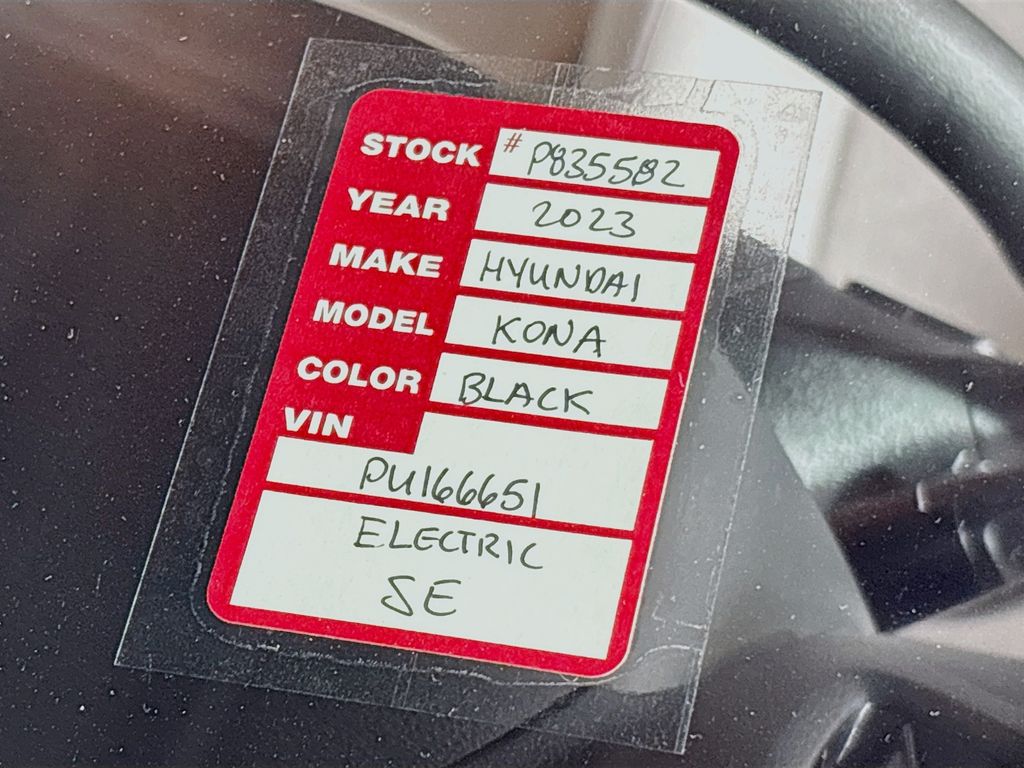 STOCK # P835582
YEAR 2023
MAKE HYUNDAI
MODEL KONA
COLOR BLACK
VIN
PU166651
ELECTRIC
SE